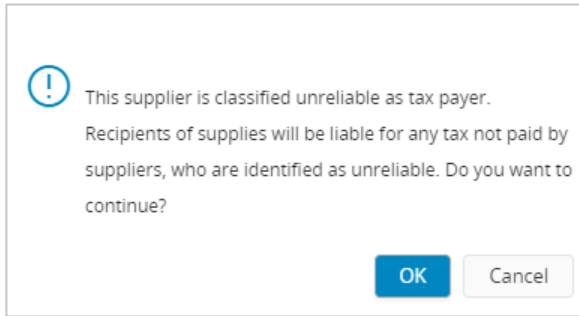 This supplier is classified unreliable as tax payer.
Recipients of supplies will be liable for any tax not paid by
suppliers, who are identified as unreliable. Do you want to
continue?
OK Cancel